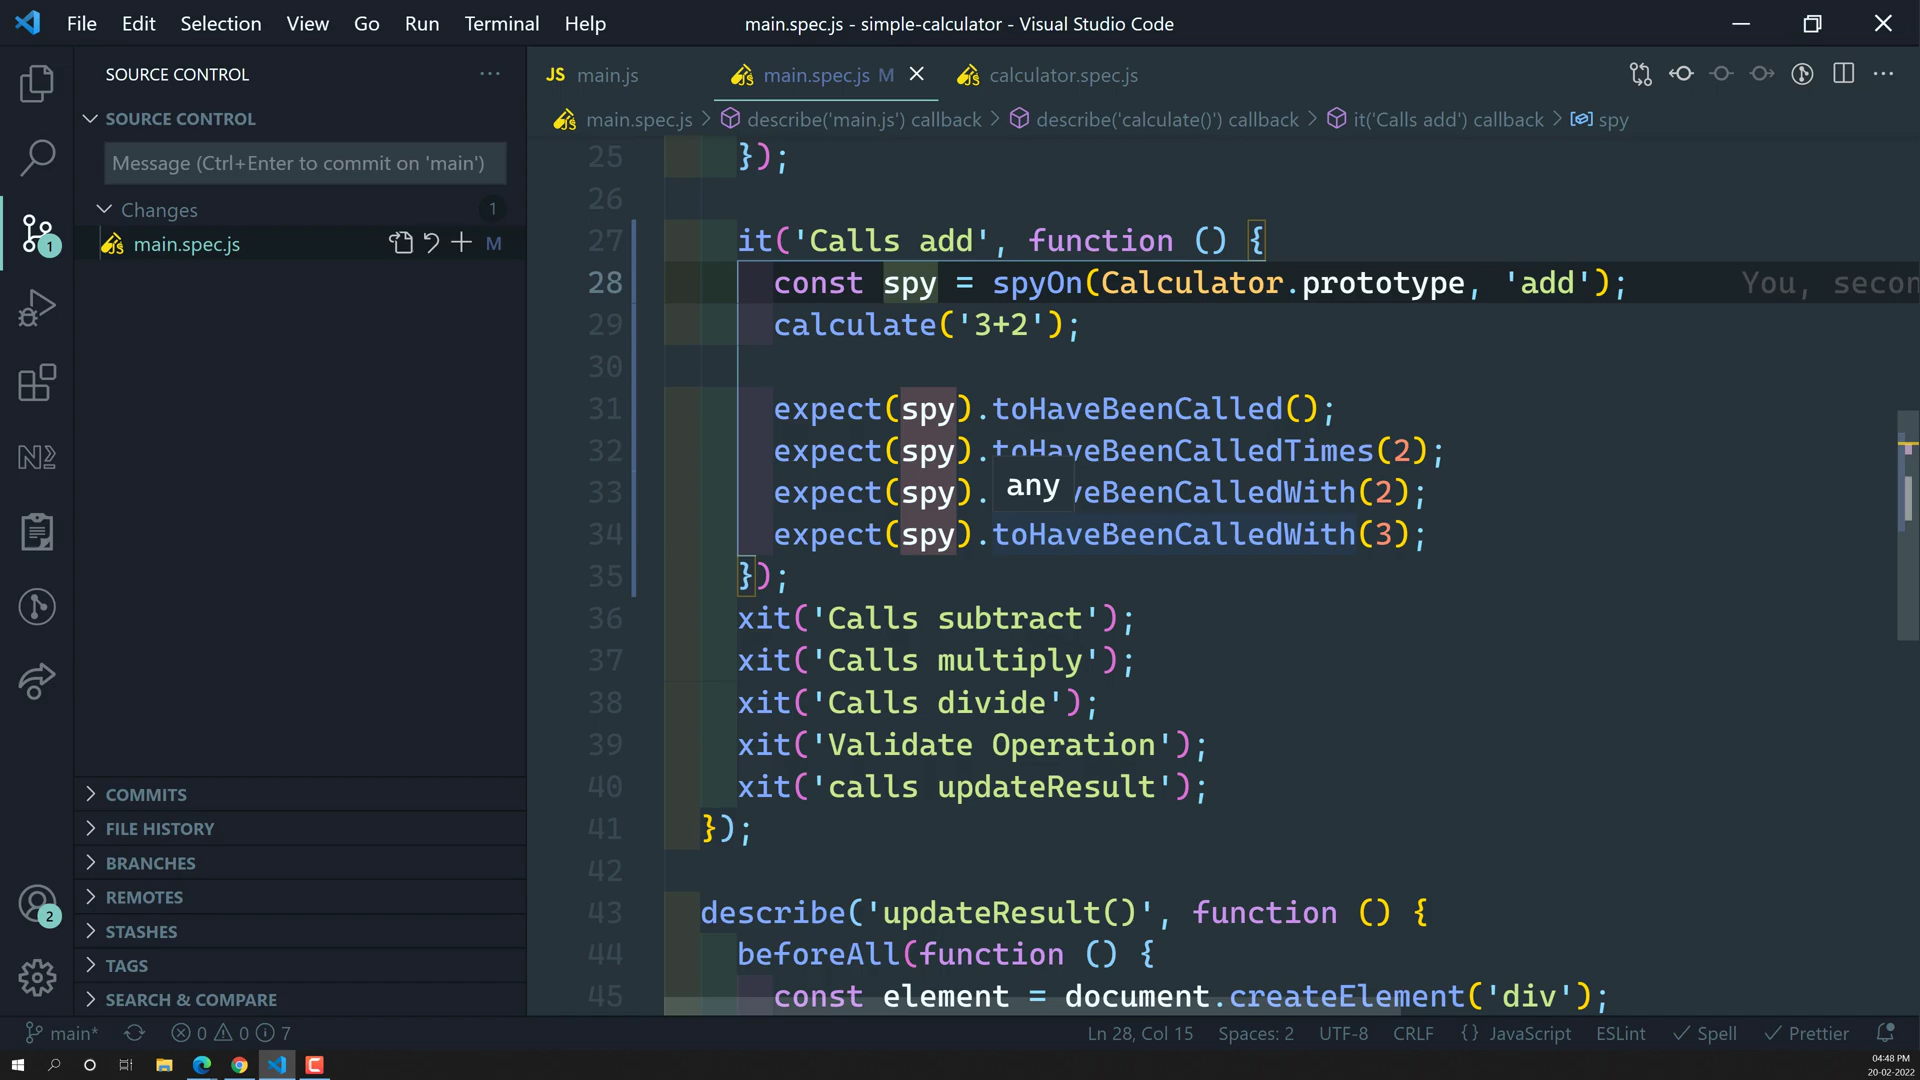 File Edit Selection View Go Run Terminal Help
main.spec.js - simple-calculator - Visual Studio Code
SOURCE CONTROL
SOURCE CONTROL
Message (Ctrl+Enter to commit on 'main')
Changes 1
main.spec.js M
1
COMMITS
FILE HISTORY
BRANCHES
REMOTES
STASHES
TAGS
SEARCH & COMPARE
2
JS main.js
main.spec.js M
calculator.spec.js
main.spec.js > describe('main.js') callback > describe('calculate()') callback > it('Calls add') callback > spy
25 });
26
27 it('Calls add', function () {
28 const spy = spyOn(Calculator.prototype, 'add'); You, secon
29 calculate('3+2');
30
31 expect(spy).toHaveBeenCalled();
32 expect(spy).toHaveBeenCalledTimes(2);
any
33 expect(spy). veBeenCalledWith(2);
34 expect(spy).toHaveBeenCalledWith(3);
35 });
36 xit('Calls subtract');
37 xit('Calls multiply');
38 xit('Calls divide');
39 xit('Validate Operation');
40 xit('calls updateResult');
41 });
42
43 describe('updateResult()', function () {
44 beforeAll(function () {
45 const element = document.createElement('div');
main* 0 0 7
Ln 28, Col 15 Spaces: 2 UTF-8 CRLF {} JavaScript ESLint Spell Prettier
04:48 PM
20-02-2022